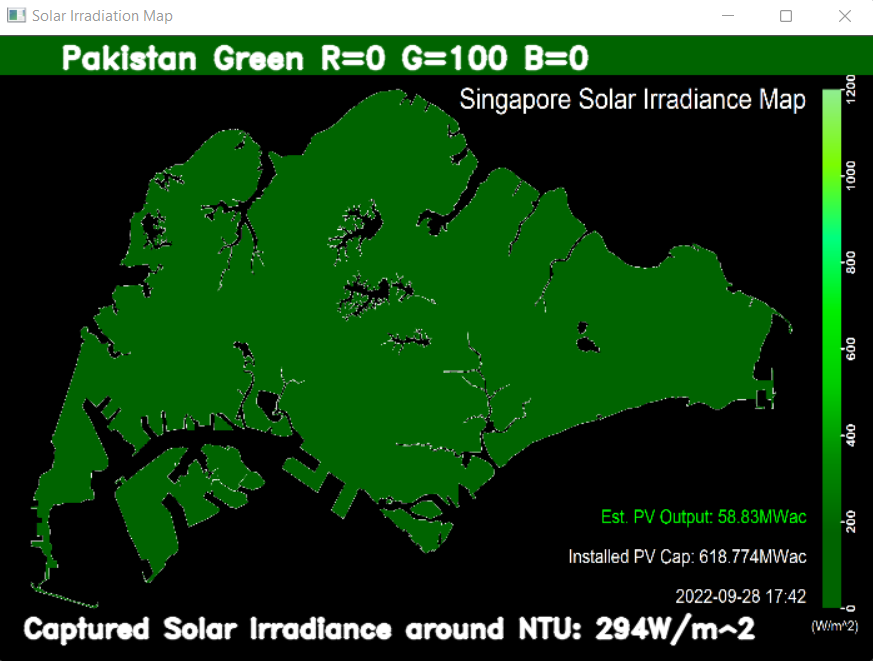 Solar Irradiation Map
Pakistan Green R=0 G=100 B=0
Singapore Solar Irradiance Map
1200
1000
800
600
400
200
0
(W/m^2)
Est. PV Output: 58.83MWac
Installed PV Cap: 618.774MWac
2022-09-28 17:42
Captured Solar Irradiance around NTU: 294W/m^2